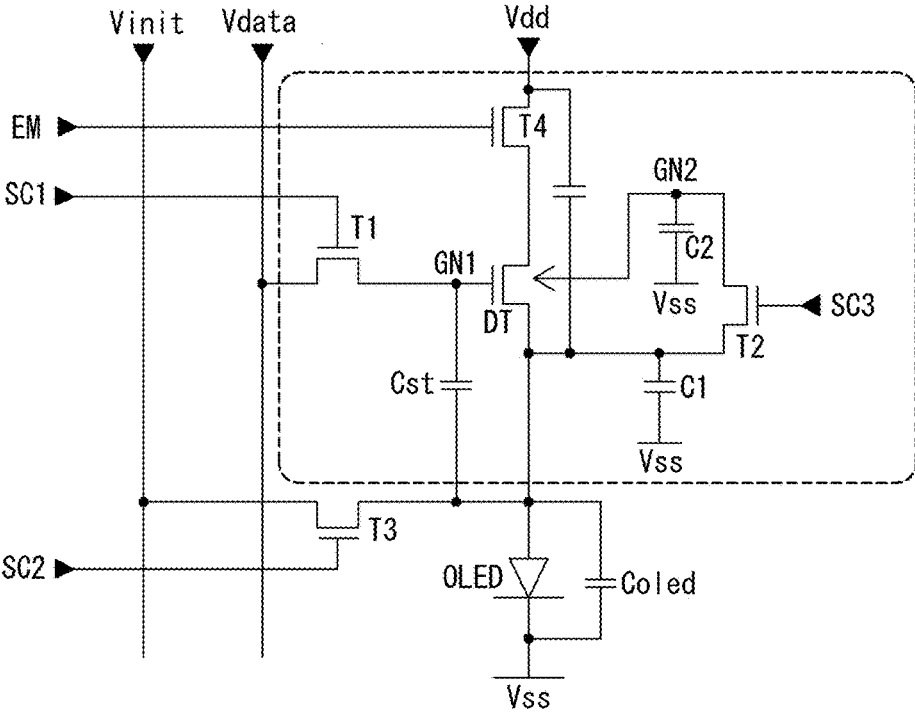 Vinit
Vdata
Vdd
EM
T4
SC1
GN2
T1
C2
GN1
Vss
SC3
DT
T2
Cst
C1
Vss
T3
SC2
OLED
Coled
Vss